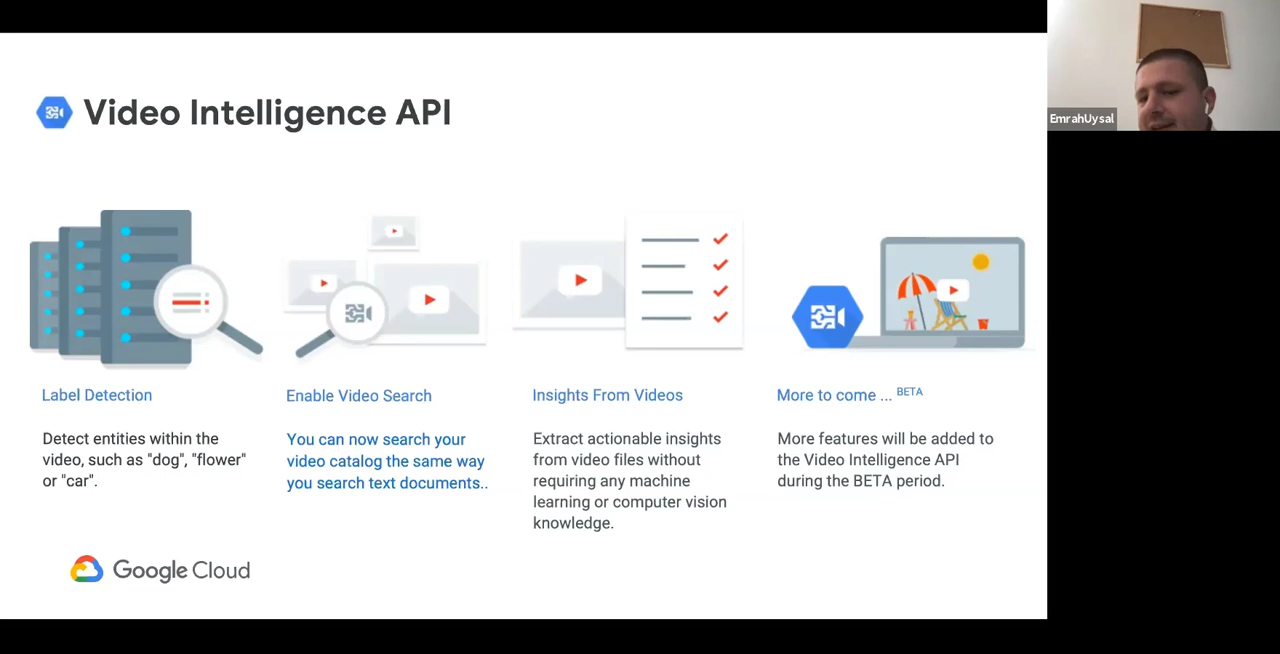 Video Intelligence API
EmrahUysal
Label Detection
Detect entities within the
video, such as "dog", "flower"
or "car".
Enable Video Search
You can now search your
video catalog the same way
you search text documents..
Insights From Videos
Extract actionable insights
from video files without
requiring any machine
learning or computer vision
knowledge.
More to come ... BETA
More features will be added to
the Video Intelligence API
during the BETA period.
Google Cloud